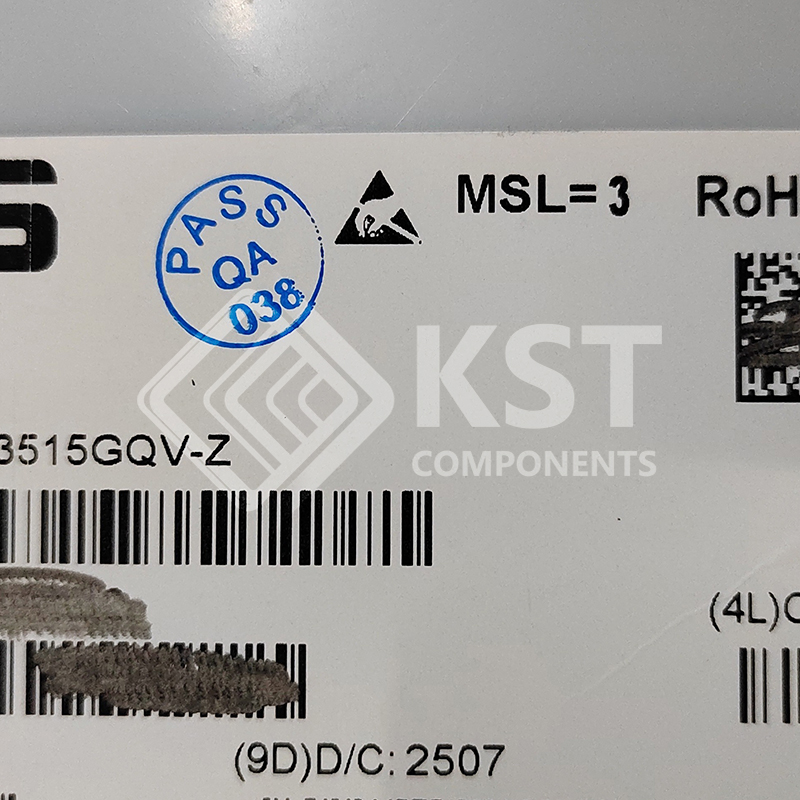 PASS
QA
038
MSL=3 RoH
KST
COMPONENTS
3515GQV-Z
(4L)C
(9D)D/C: 2507